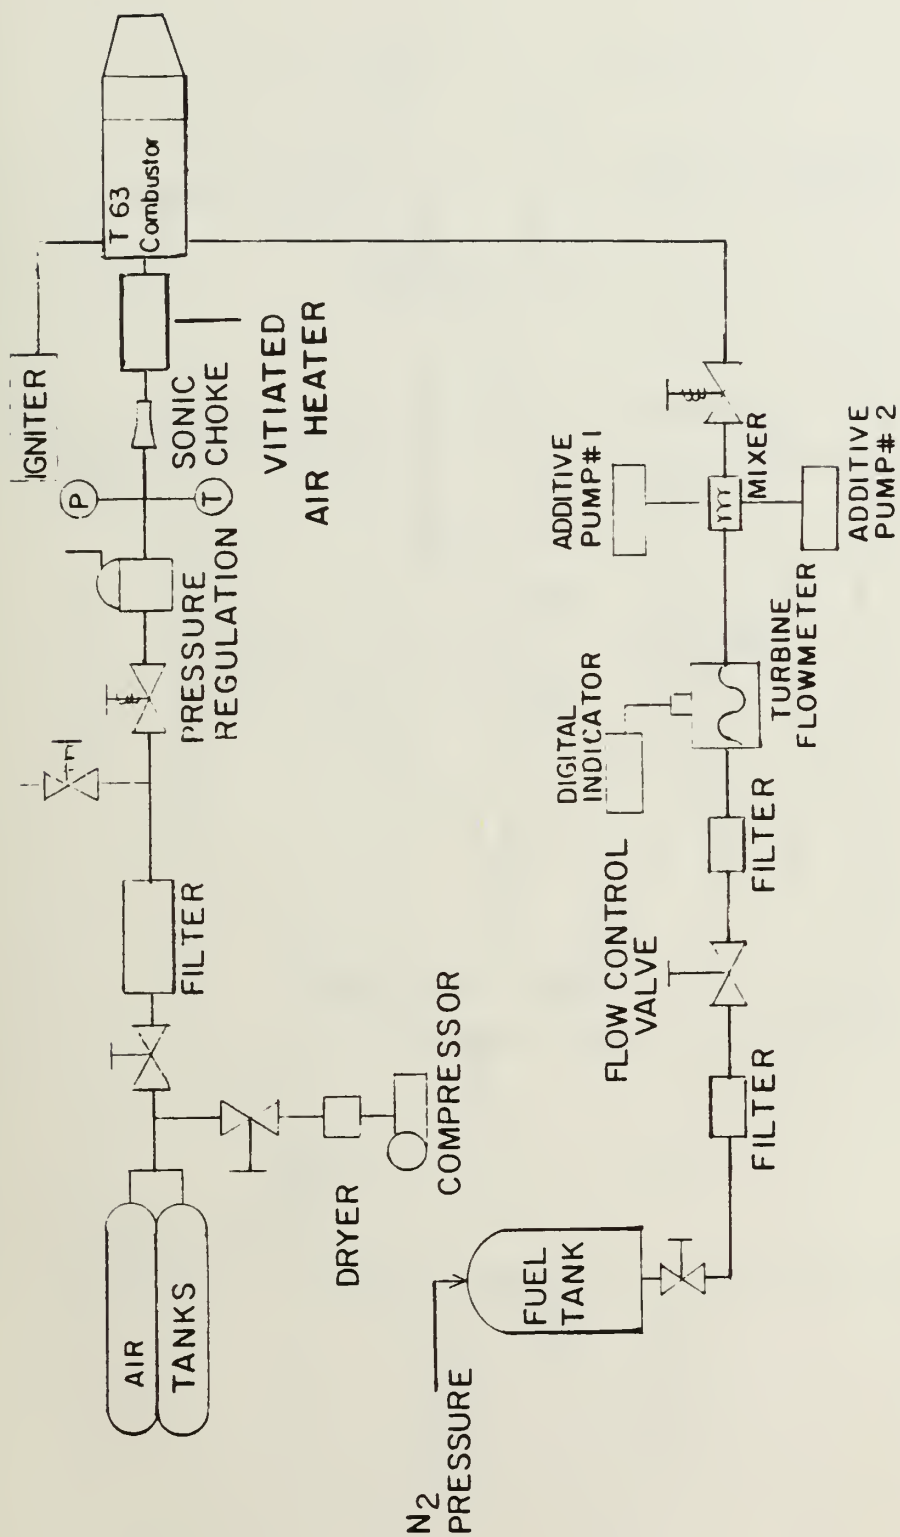 AIR
TANKS
DRYER
COMPRESSOR
FILTER
PRESSURE
REGULATION
P
T
SONIC
CHOKE
VITIATED
AIR HEATER
IGNITER
T 63
Combustor
N2
PRESSURE
FUEL
TANK
FILTER
FLOW CONTROL
VALVE
FILTER
DIGITAL
INDICATOR
TURBINE
FLOWMETER
ADDITIVE
PUMP#1
MIXER
ADDITIVE
PUMP# 2